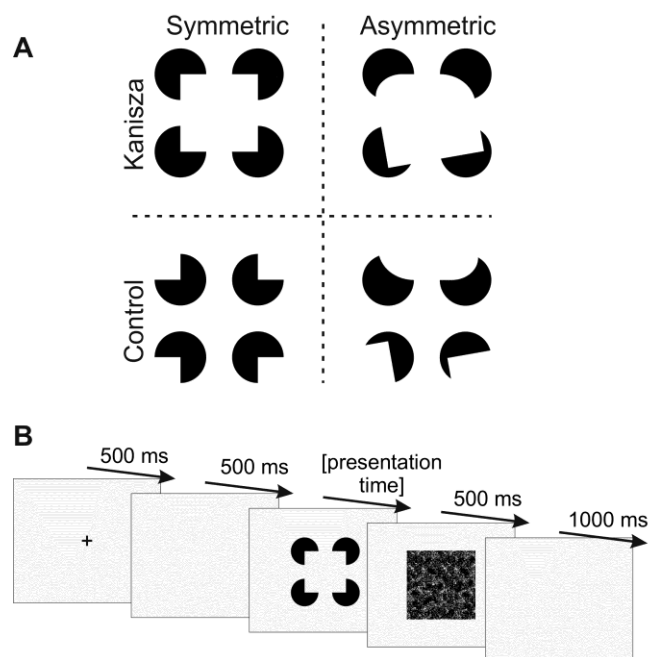 Symmetric Asymmetric
A
Kanisza
Control
B
500 ms
500 ms
[presentation
time]
500 ms
1000 ms